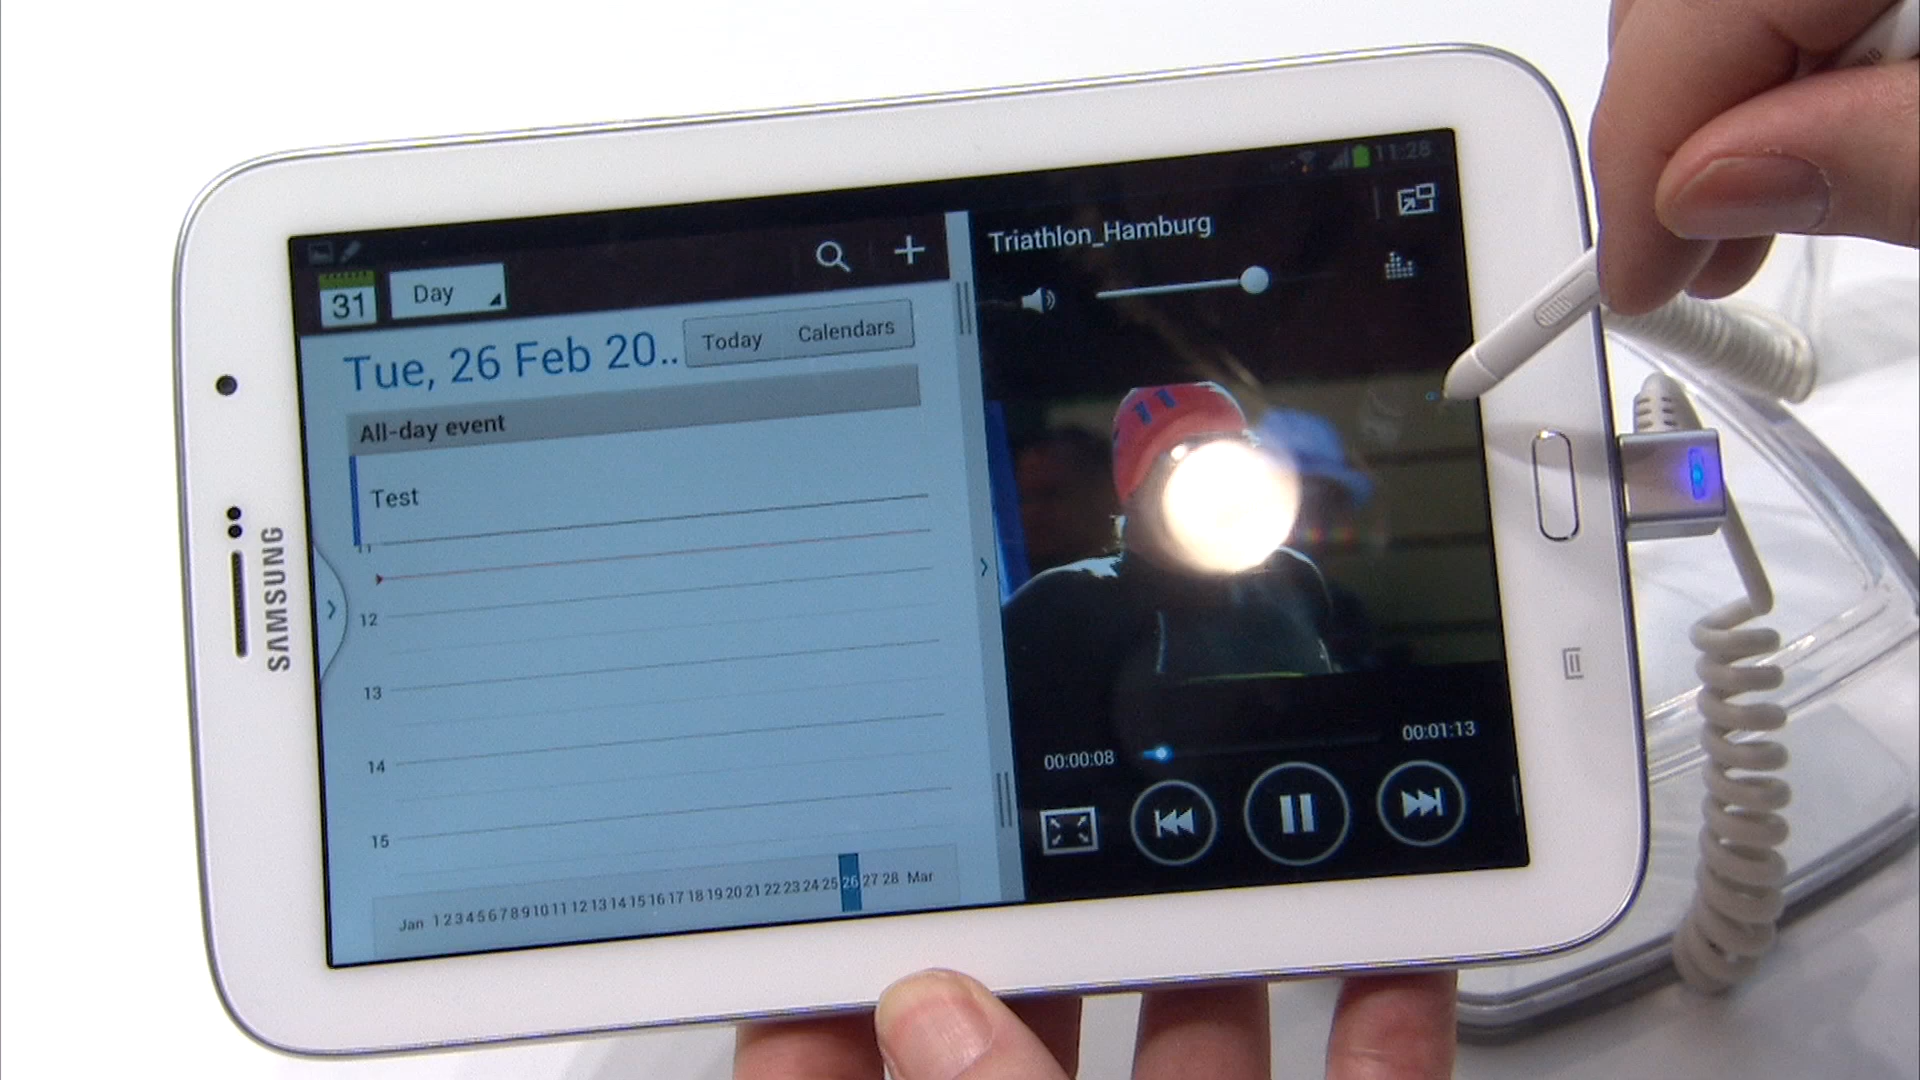 SAMSUNG
11:28
31
Day
Tue, 26 Feb 20..
Today
Calendars
All-day event
Test
11
12
13
14
15
Jan 1 2 3 4 5 6 7 8 9 10 11 12 13 14 15 16 17 18 19 20 21 22 23 24 25 26 27 28 Mar
Triathlon_Hamburg
00:00:08
00:01:13